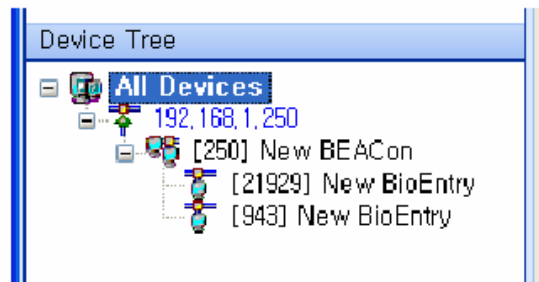 Device Tree
All Devices
192,168,1,250
[250] New BEACon
[21929] New BioEntry
[943] New BioEntry